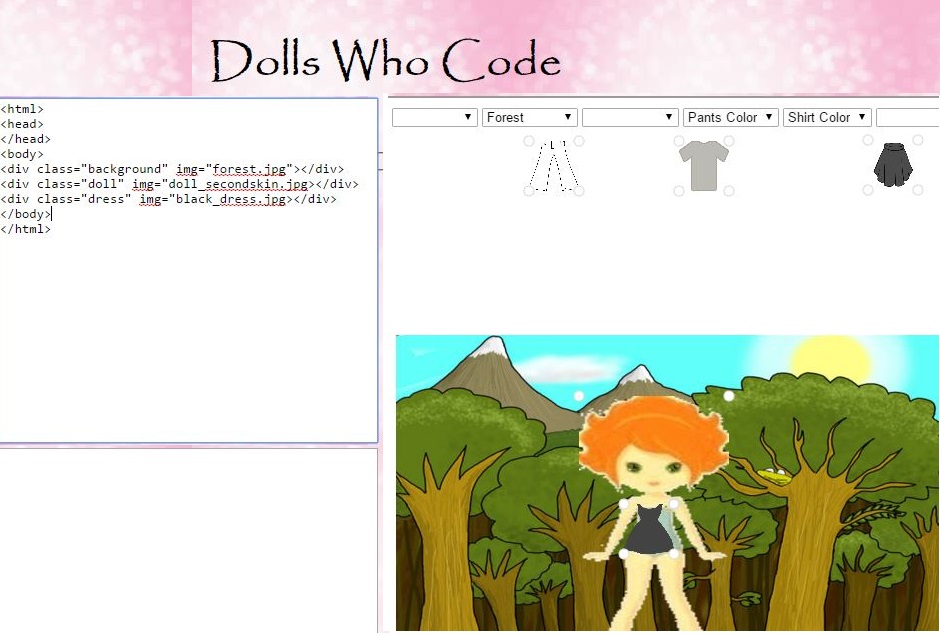 Dolls Who Code
<html>
<head>
</head>
<body>
<div class="background" img="forest.jpg"></div>
<div class="doll" img="doll_secondskin.jpg></div>
<div class="dress" img="black_dress.jpg></div>
</body>
</html>
Forest Pants Color Shirt Color